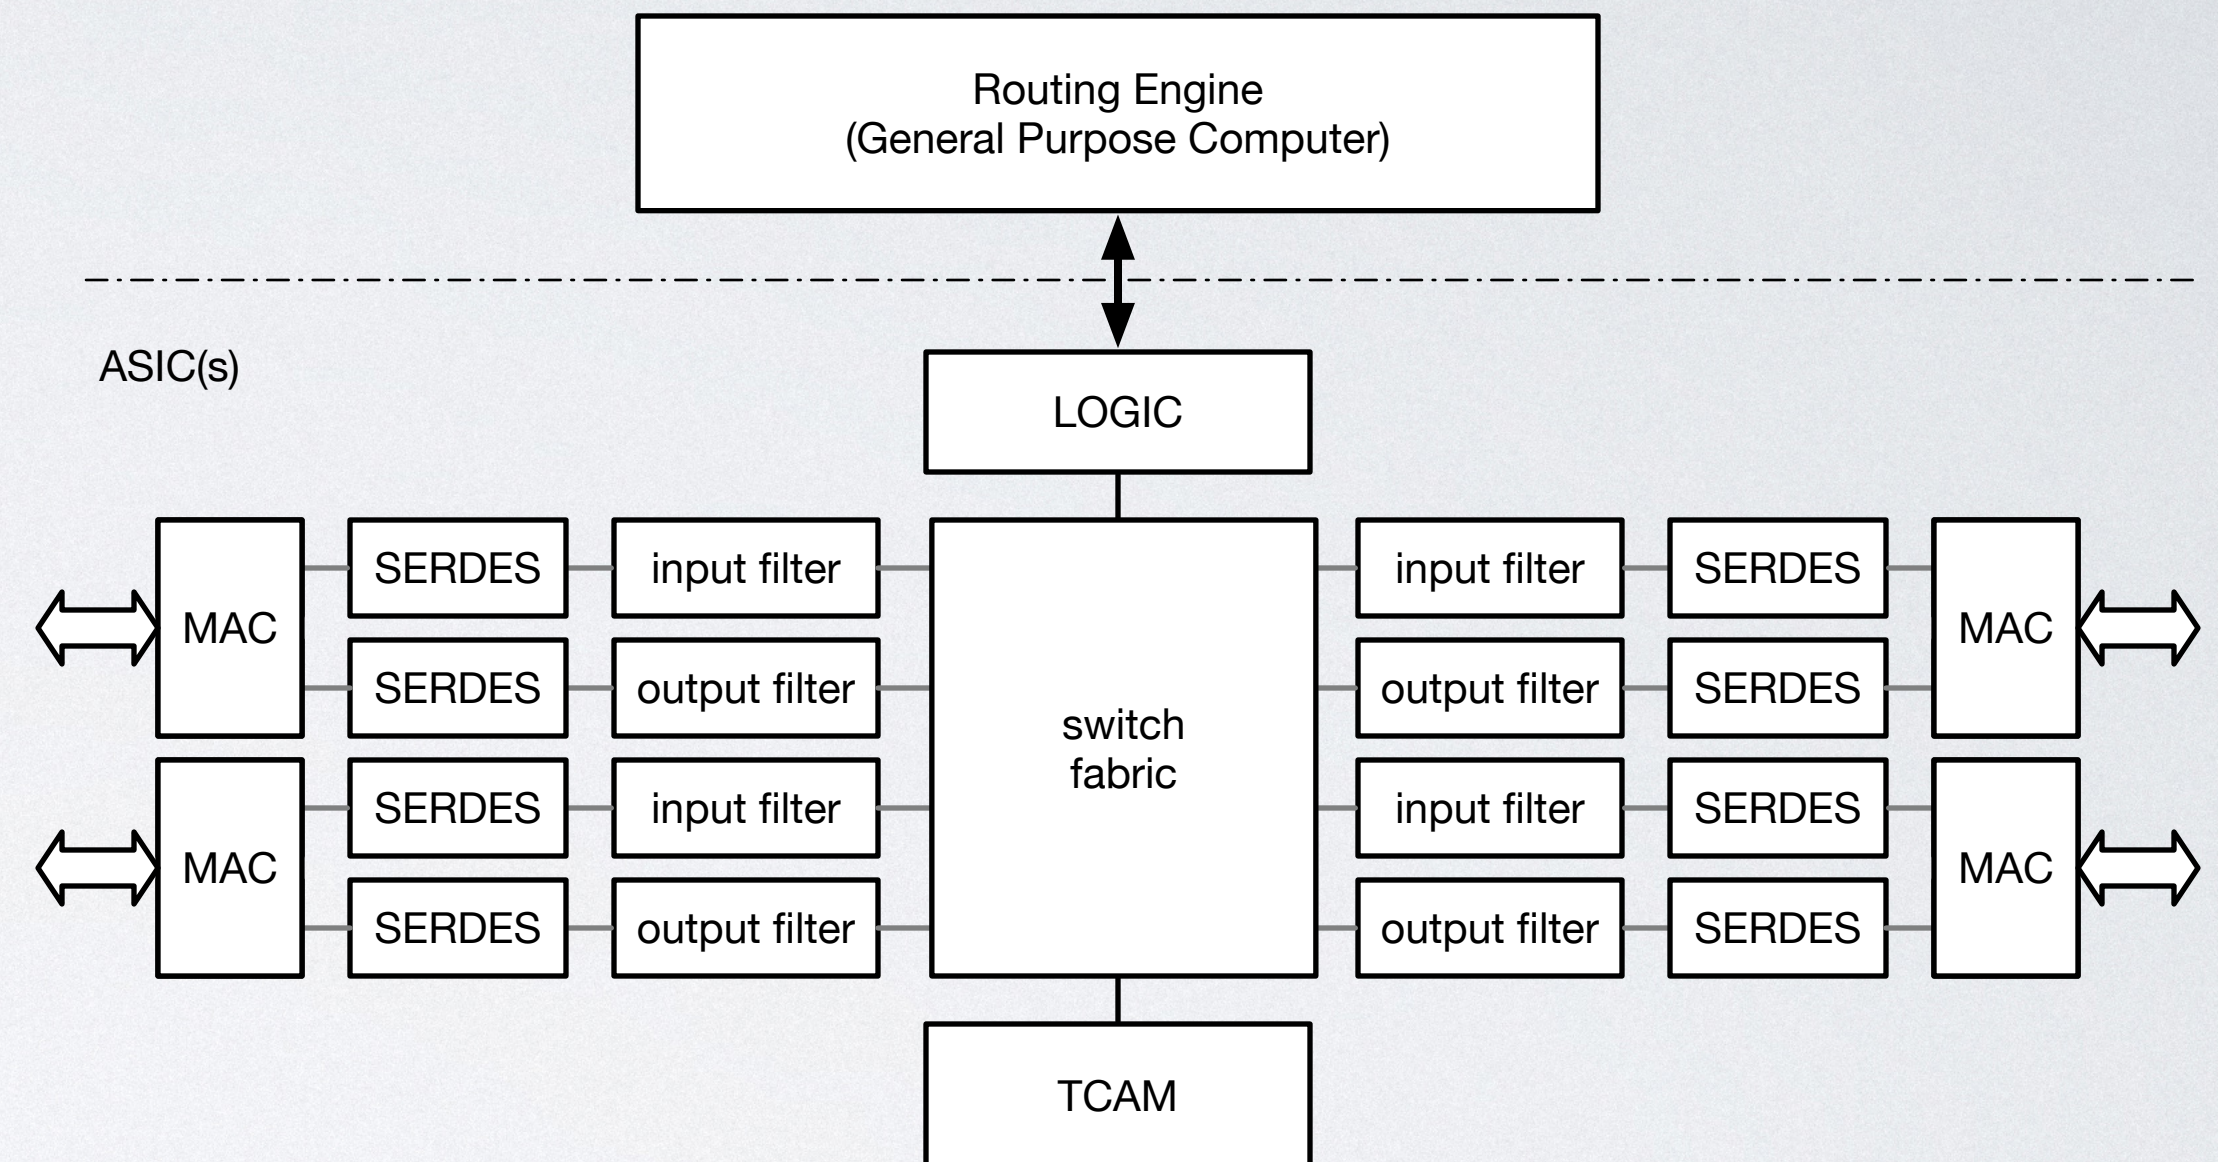 Routing Engine
(General Purpose Computer)
ASIC(s)
LOGIC
MAC
SERDES
input filter
SERDES
output filter
MAC
SERDES
input filter
SERDES
output filter
switch
fabric
input filter
SERDES
output filter
SERDES
MAC
input filter
SERDES
output filter
SERDES
MAC
TCAM